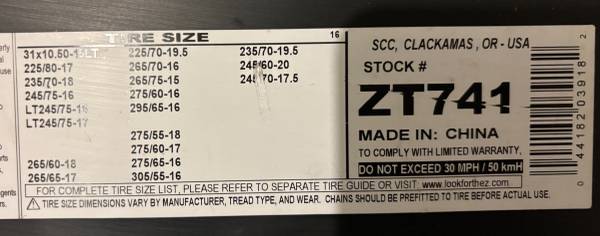 TIRE SIZE 16
31x10.50-15LT 225/70-19.5 235/70-19.5
225/80-17 265/70-16 245/60-20
235/70-18 265/75-15 245/70-17.5
245/75-16 275/60-16
LT245/75-16 295/65-16
LT245/75-17
275/55-18
275/60-17
265/60-18 275/65-16
265/65-17 305/55-16
FOR COMPLETE TIRE SIZE LIST, PLEASE REFER TO SEPARATE TIRE GUIDE OR VISIT: www.lookforthez.com
TIRE SIZE DIMENSIONS VARY BY MANUFACTURER, TREAD TYPE, AND WEAR. CHAINS SHOULD BE PREFITTED TO TIRE BEFORE ACTUAL USE.
SCC, CLACKAMAS, OR - USA
STOCK #
ZT741
MADE IN: CHINA
TO COMPLY WITH LIMITED WARRANTY,
DO NOT EXCEED 30 MPH / 50 kmH
0 44182 03918 2